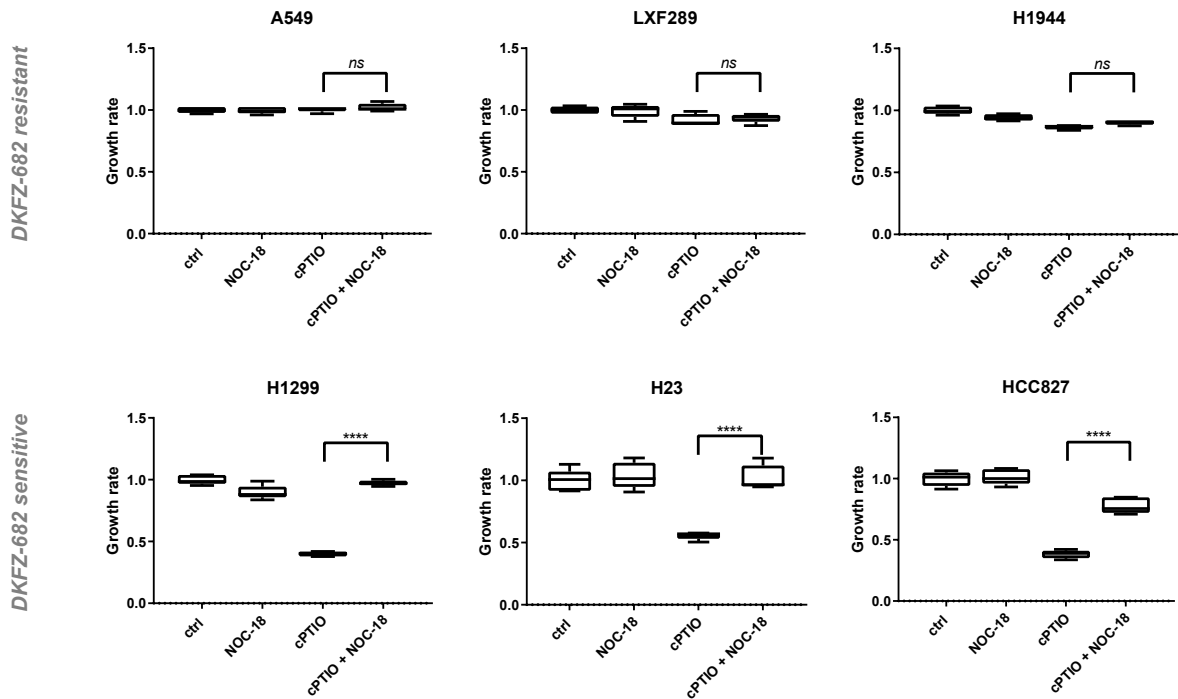 DKFZ-682 resistant
A549
Growth rate
1.5
1.0
0.5
0.0
ns
ctrl
NOC-18
cPTIO
cPTIO + NOC-18
LXF289
Growth rate
1.5
1.0
0.5
0.0
ns
ctrl
NOC-18
cPTIO
cPTIO + NOC-18
H1944
Growth rate
1.5
1.0
0.5
0.0
ns
ctrl
NOC-18
cPTIO
cPTIO + NOC-18
DKFZ-682 sensitive
H1299
Growth rate
1.5
1.0
0.5
0.0
****
ctrl
NOC-18
cPTIO
cPTIO + NOC-18
H23
Growth rate
1.5
1.0
0.5
0.0
****
ctrl
NOC-18
cPTIO
cPTIO + NOC-18
HCC827
Growth rate
1.5
1.0
0.5
0.0
****
ctrl
NOC-18
cPTIO
cPTIO + NOC-18